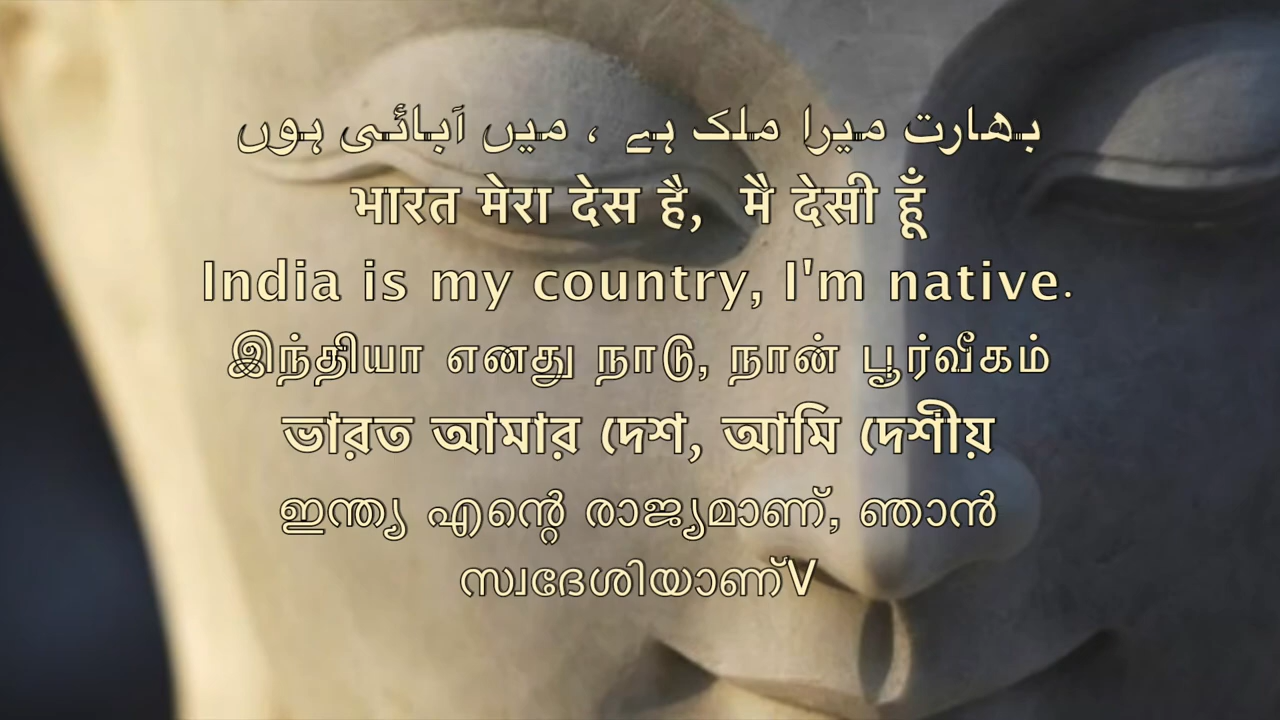 بھارت میرا ملک ہے ، میں آبائی ہوں
भारत मेरा देस है, मै देसी हूँ
India is my country, I'm native.
இந்தியா எனது நாடு, நான் பூர்வீகம்
ভারত আমার দেশ, আমি দেশীয়
ഇന്ത്യ എന്റെ രാജ്യമാണ്, ഞാൻ
സ്വദേശിയാണ്V